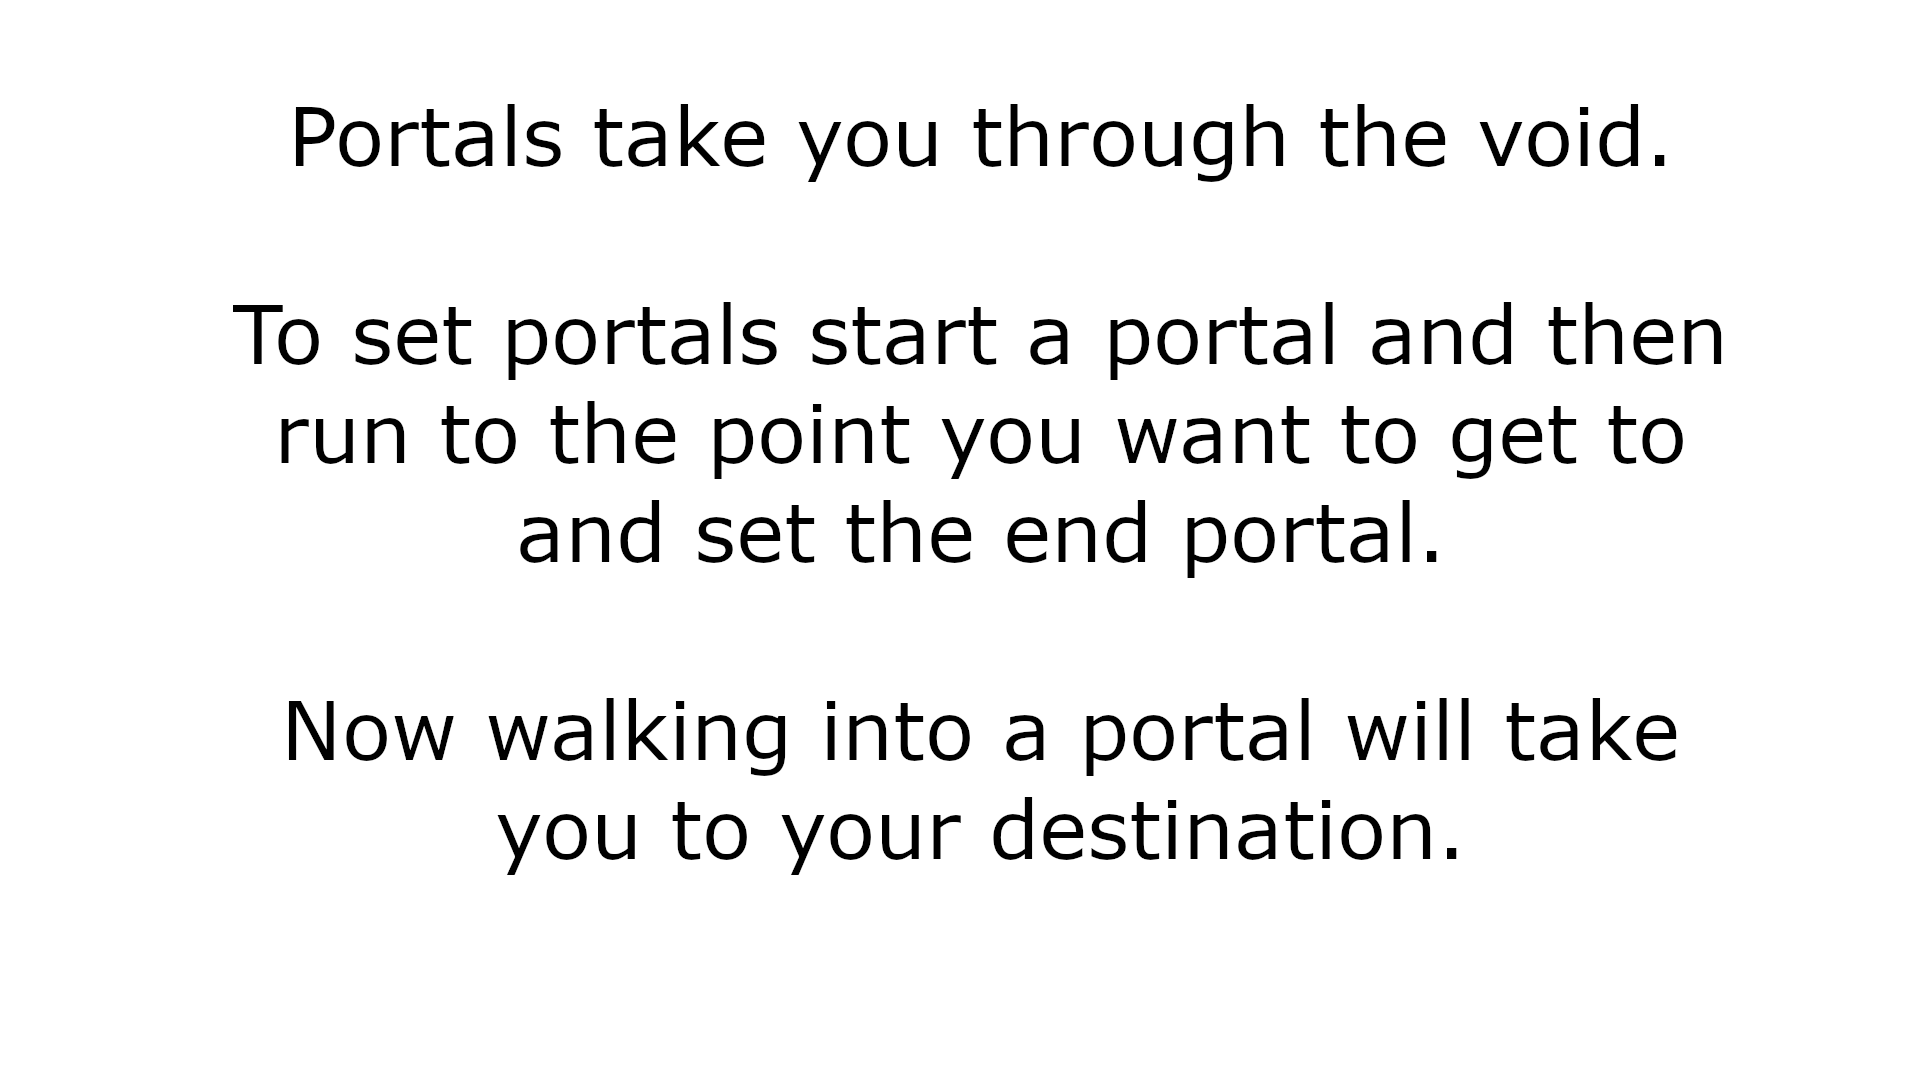 Portals take you through the void.
To set portals start a portal and then
run to the point you want to get to
and set the end portal.
Now walking into a portal will take
you to your destination.